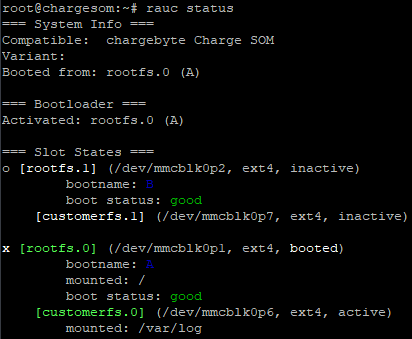 root@chargesom:~# rauc status
=== System Info ===
Compatible:  chargebyte Charge SOM
Variant:
Booted from: rootfs.0 (A)
=== Bootloader ===
Activated: rootfs.0 (A)
=== Slot States ===
o [rootfs.1] (/dev/mmcblk0p2, ext4, inactive)
bootname: B
boot status: good
[customerfs.1] (/dev/mmcblk0p7, ext4, inactive)
x [rootfs.0] (/dev/mmcblk0p1, ext4, booted)
bootname: A
mounted: /
boot status: good
[customerfs.0] (/dev/mmcblk0p6, ext4, active)
mounted: /var/log